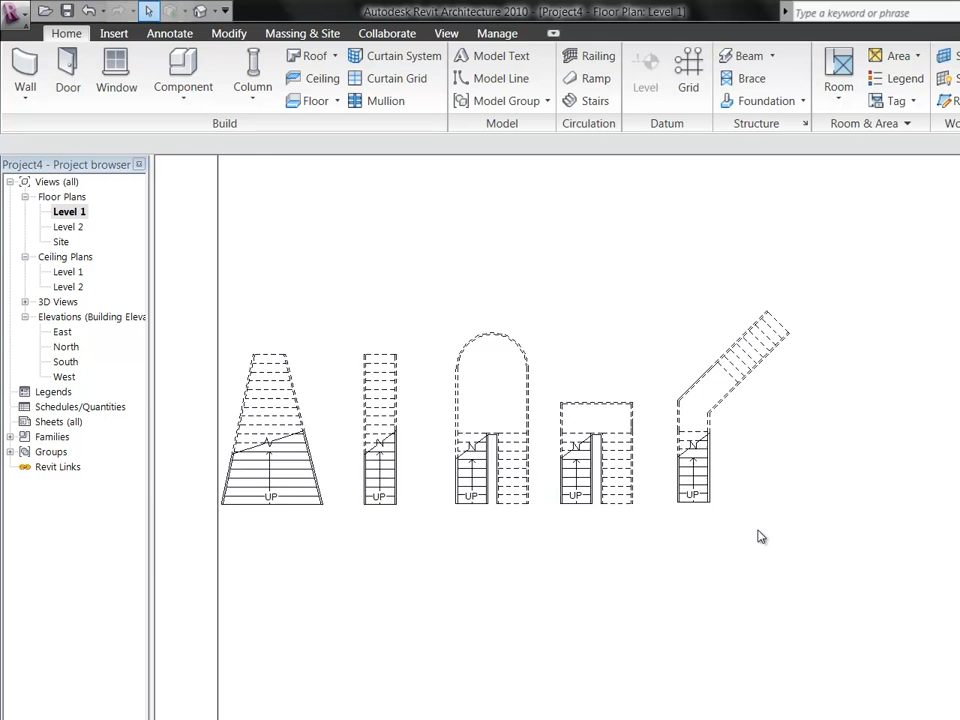 Autodesk Revit Architecture 2010 - [Project4 - Floor Plan: Level 1]
Type a keyword or phrase
Home Insert Annotate Modify Massing & Site Collaborate View Manage
Wall Door Window Component Column
Roof Curtain System
Ceiling Curtain Grid
Floor Mullion
Model Text
Model Line
Model Group
Railing
Ramp
Stairs
Level Grid
Beam
Brace
Foundation
Room
Area
Legend
Tag
Build Model Circulation Datum Structure Room & Area
Project4 - Project browser
Views (all)
Floor Plans
Level 1
Level 2
Site
Ceiling Plans
Level 1
Level 2
3D Views
Elevations (Building Eleva
East
North
South
West
Legends
Schedules/Quantities
Sheets (all)
Families
Groups
Revit Links
UP UP UP UP UP